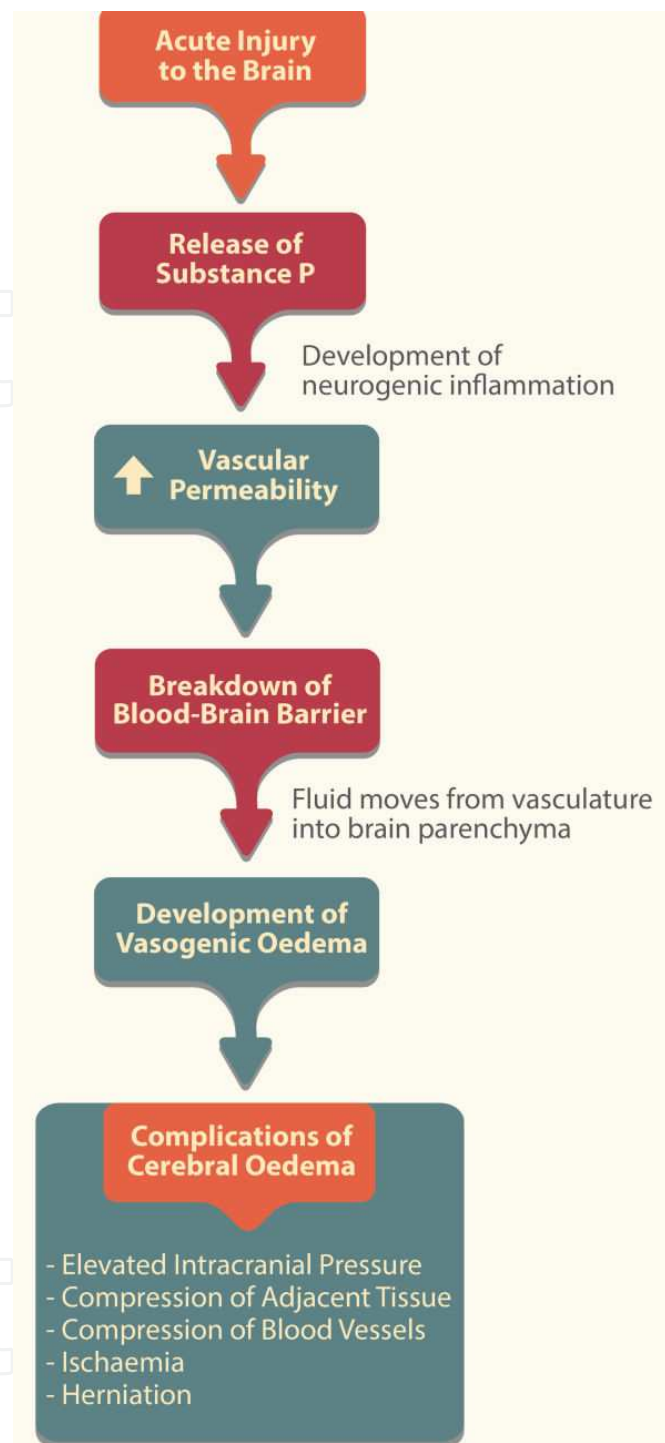 Acute Injury
to the Brain
Release of
Substance P
Development of
neurogenic inflammation
Vascular
Permeability
Breakdown of
Blood-Brain Barrier
Fluid moves from vasculature
into brain parenchyma
Development of
Vasogenic Oedema
Complications of
Cerebral Oedema
- Elevated Intracranial Pressure
- Compression of Adjacent Tissue
- Compression of Blood Vessels
- Ischaemia
- Herniation